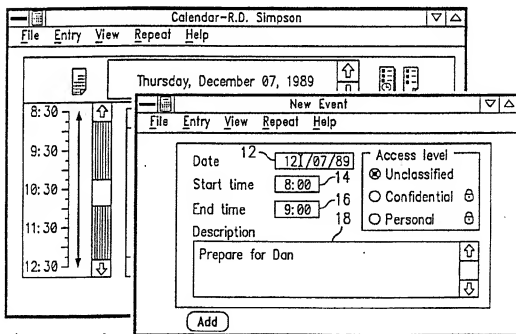 Calendar-R.D. Simpson
File Entry View Repeat Help
Thursday, December 07, 1989
8:30
9:30
10:30
11:30
12:30
New Event
File Entry View Repeat Help
Date 12 12/07/89
Start time 8:00 14
End time 9:00 16
Description 18
Prepare for Dan
Access level
Unclassified
Confidential
Personal
Add